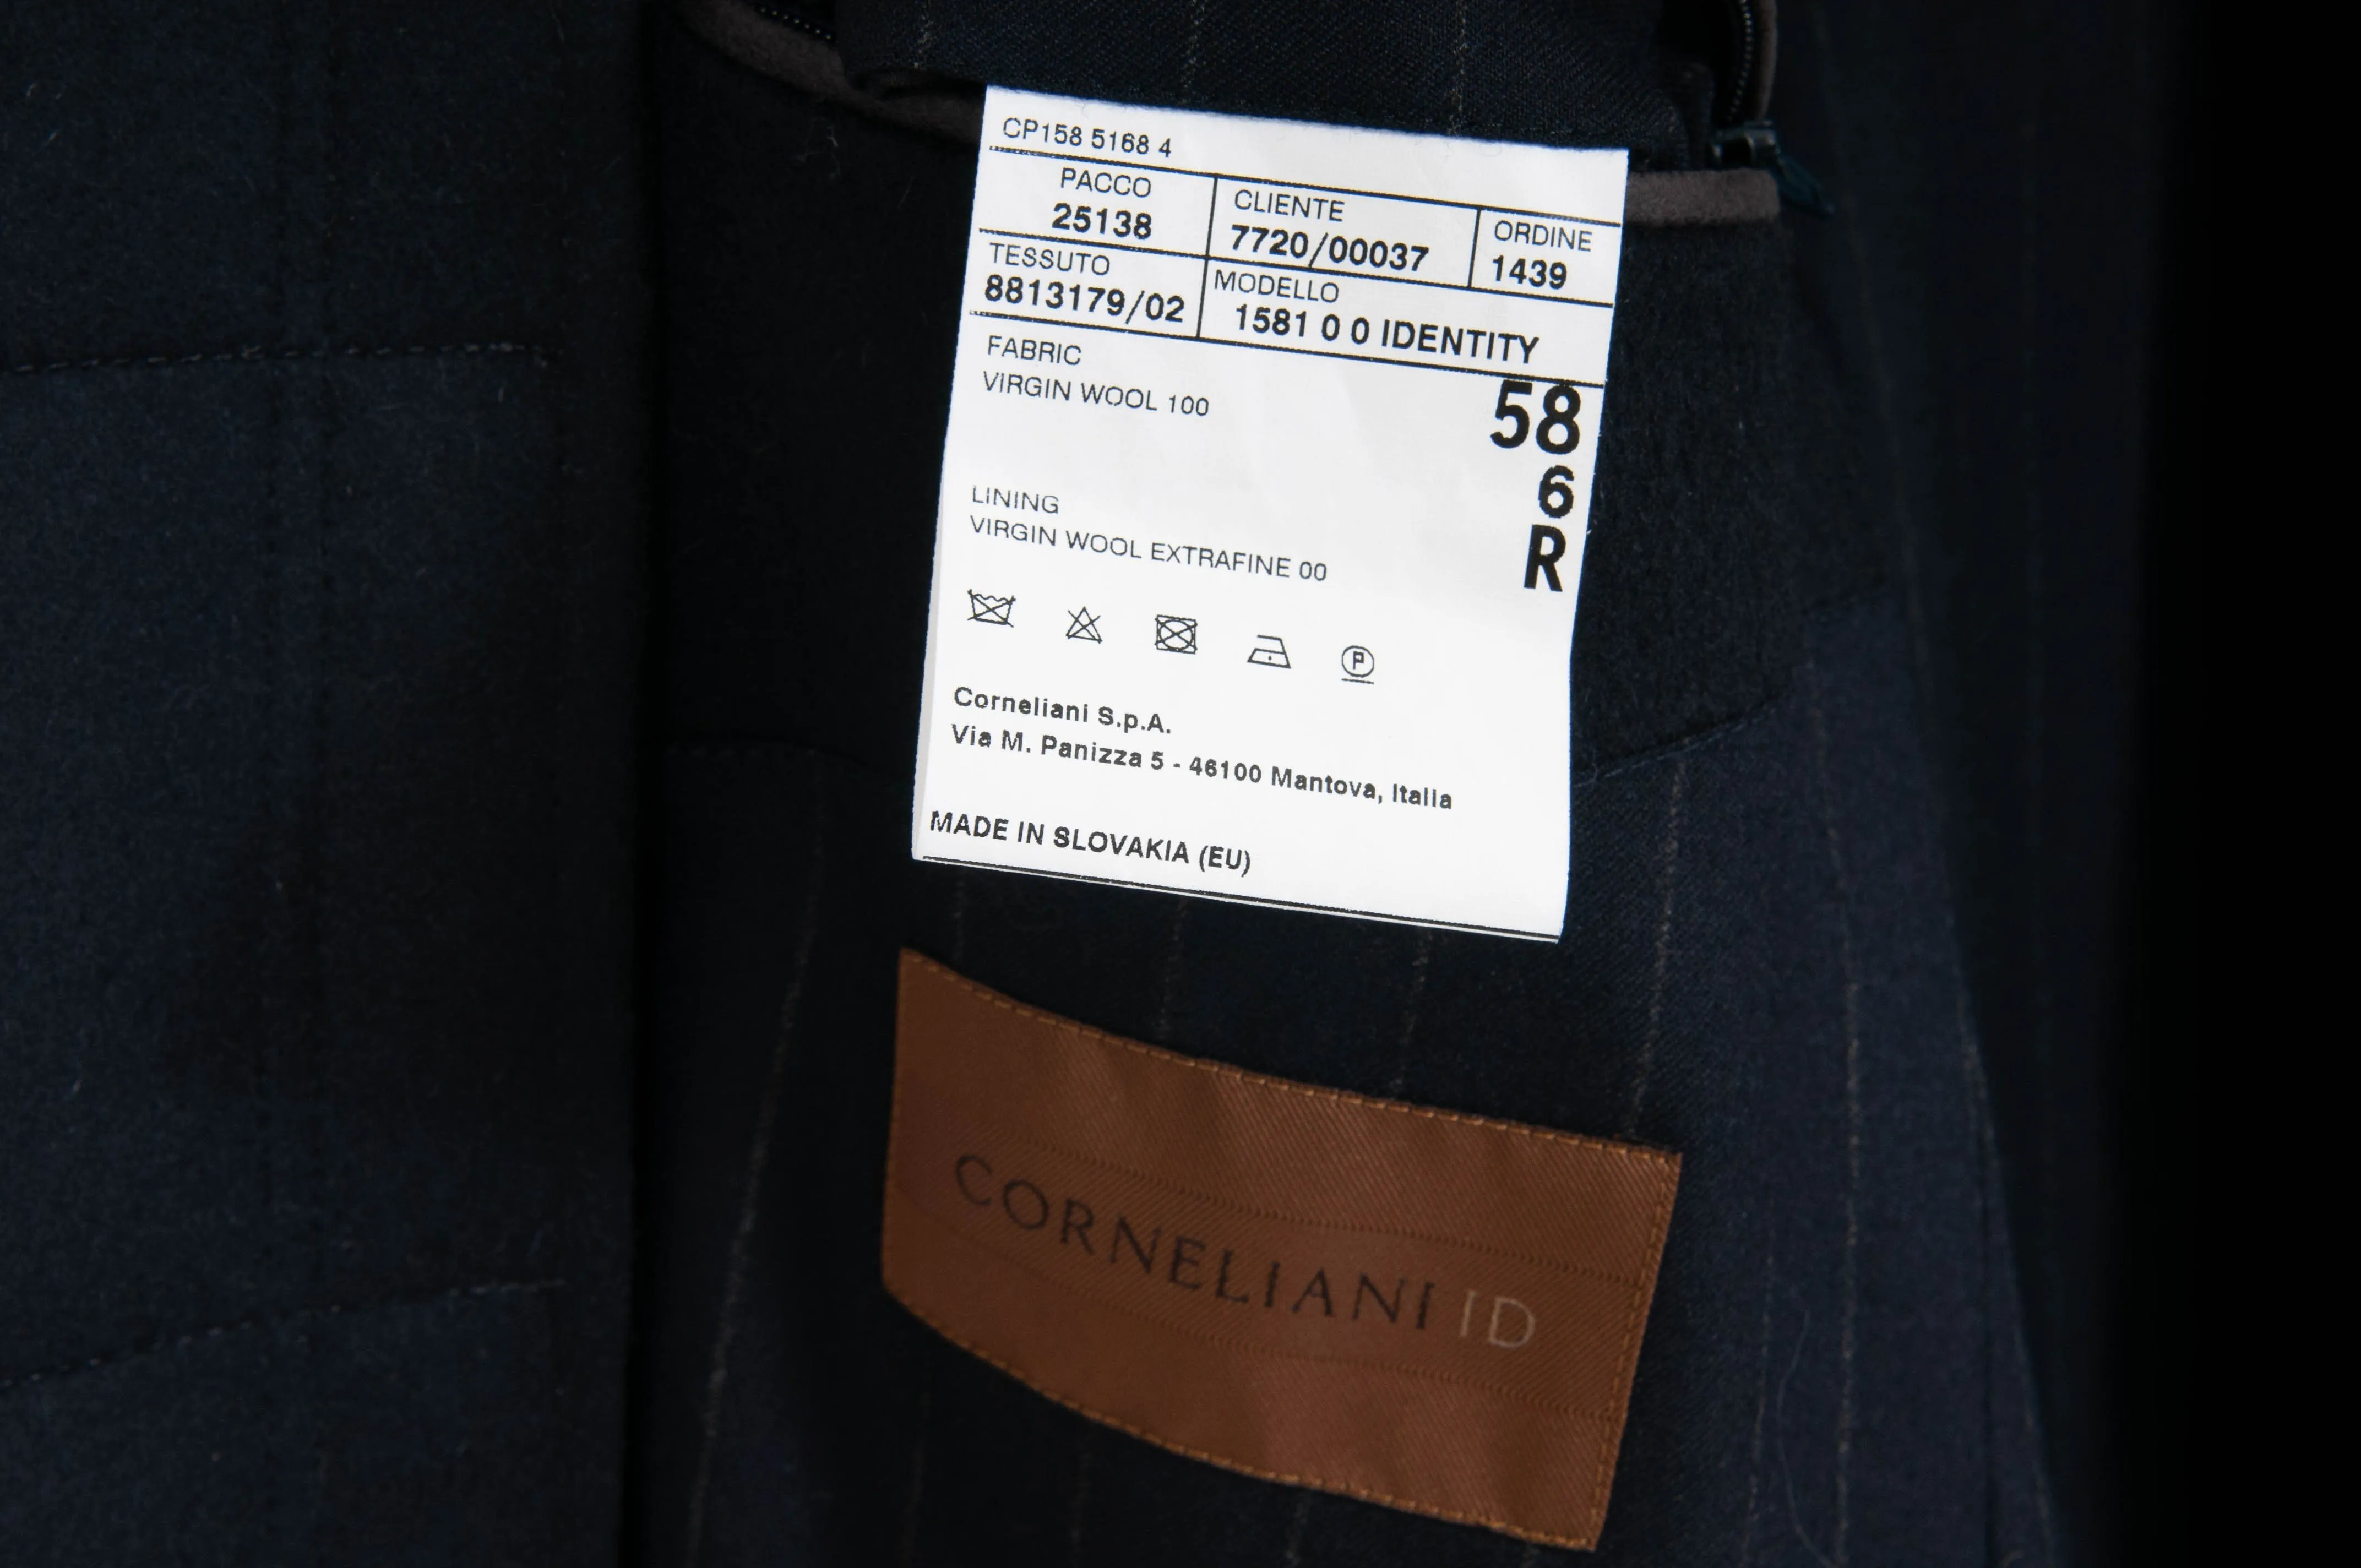 CP158 5168 4
PACCO CLIENTE ORDINE
25138 7720/00037 1439
TESSUTO MODELLO
8813179/02 1581 0 0 IDENTITY
FABRIC
VIRGIN WOOL 100
58
6
R
LINING
VIRGIN WOOL EXTRAFINE 00
P
Corneliani S.p.A.
Via M. Panizza 5 - 46100 Mantova, Italia
MADE IN SLOVAKIA (EU)
CORNELIANI ID